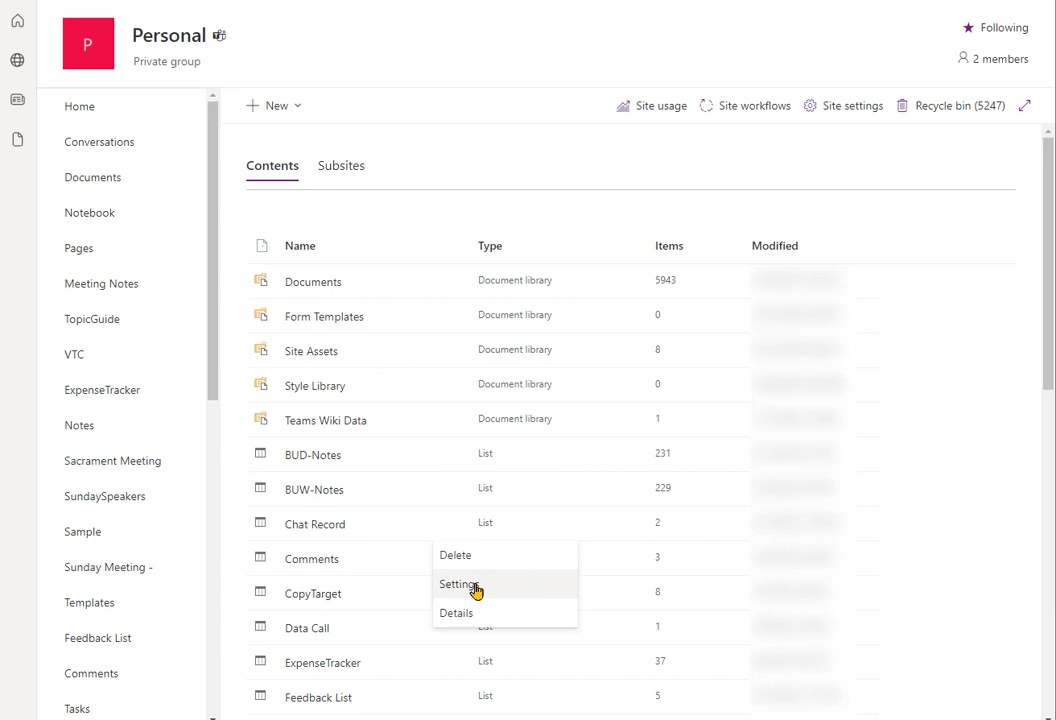 P
Personal
Private group
Following
2 members
Home
Conversations
Documents
Notebook
Pages
Meeting Notes
TopicGuide
VTC
ExpenseTracker
Notes
Sacrament Meeting
SundaySpeakers
Sample
Sunday Meeting -
Templates
Feedback List
Comments
Tasks
New
Site usage
Site workflows
Site settings
Recycle bin (5247)
Contents Subsites
Name Type Items Modified
Documents Document library 5943
Form Templates Document library 0
Site Assets Document library 8
Style Library Document library 0
Teams Wiki Data Document library 1
BUD-Notes List 231
BUW-Notes List 229
Chat Record List 2
Comments 3
CopyTarget 8
Data Call List 1
ExpenseTracker List 37
Feedback List List 5
Delete
Settings
Details